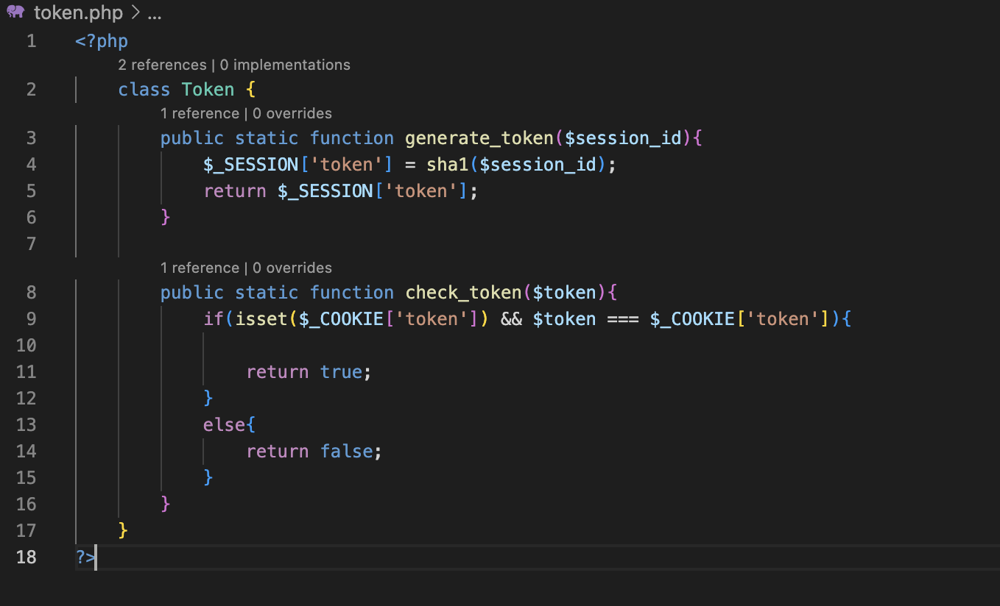 token.php > ...
1 <?php
2 references | 0 implementations
2 class Token {
1 reference | 0 overrides
3 public static function generate_token($session_id){
4 $_SESSION['token'] = sha1($session_id);
5 return $_SESSION['token'];
6 }
7
1 reference | 0 overrides
8 public static function check_token($token){
9 if(isset($_COOKIE['token']) && $token === $_COOKIE['token']){
10
11 return true;
12 }
13 else{
14 return false;
15 }
16 }
17 }
18 ?>